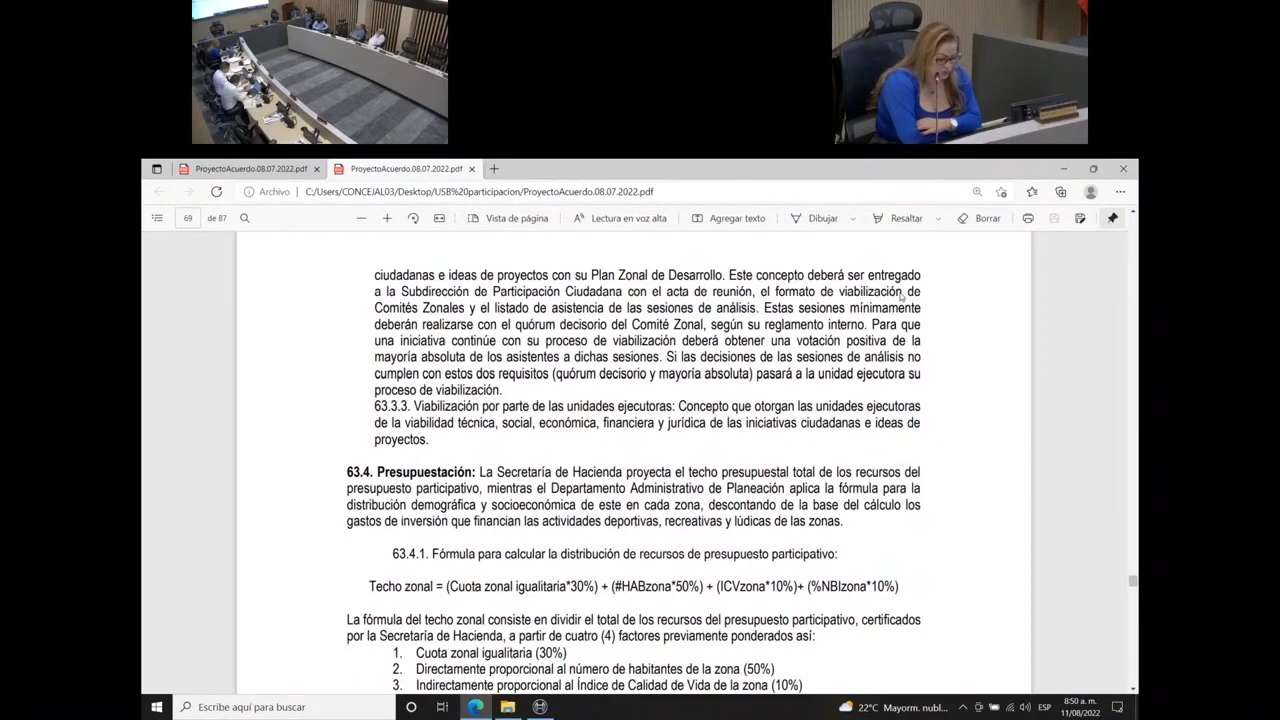 ProyectoAcuerdo.08.07.2022.pdf
ProyectoAcuerdo.08.07.2022.pdf
Archivo C:/Users/CONCEJAL03/Desktop/USB%20participacion/ProyectoAcuerdo.08.07.2022.pdf
69 de 87 Vista de página Lectura en voz alta Agregar texto Dibujar Resaltar Borrar
ciudadanas e ideas de proyectos con su Plan Zonal de Desarrollo. Este concepto deberá ser entregado
a la Subdirección de Participación Ciudadana con el acta de reunión, el formato de viabilización de
Comités Zonales y el listado de asistencia de las sesiones de análisis. Estas sesiones mínimamente
deberán realizarse con el quórum decisorio del Comité Zonal, según su reglamento interno. Para que
una iniciativa continúe con su proceso de viabilización deberá obtener una votación positiva de la
mayoría absoluta de los asistentes a dichas sesiones. Si las decisiones de las sesiones de análisis no
cumplen con estos dos requisitos (quórum decisorio y mayoría absoluta) pasará a la unidad ejecutora su
proceso de viabilización.
63.3.3. Viabilización por parte de las unidades ejecutoras: Concepto que otorgan las unidades ejecutoras
de la viabilidad técnica, social, económica, financiera y jurídica de las iniciativas ciudadanas e ideas de
proyectos.
63.4. Presupuestación: La Secretaría de Hacienda proyecta el techo presupuestal total de los recursos del
presupuesto participativo, mientras el Departamento Administrativo de Planeación aplica la fórmula para la
distribución demográfica y socioeconómica de este en cada zona, descontando de la base del cálculo los
gastos de inversión que financian las actividades deportivas, recreativas y lúdicas de las zonas.
63.4.1. Fórmula para calcular la distribución de recursos de presupuesto participativo:
Techo zonal = (Cuota zonal igualitaria*30%) + (#HABzona*50%) + (ICVzona*10%)+ (%NBIzona*10%)
La fórmula del techo zonal consiste en dividir el total de los recursos del presupuesto participativo, certificados
por la Secretaría de Hacienda, a partir de cuatro (4) factores previamente ponderados así:
1. Cuota zonal igualitaria (30%)
2. Directamente proporcional al número de habitantes de la zona (50%)
3. Indirectamente proporcional al Índice de Calidad de Vida de la zona (10%)
Escribe aquí para buscar
22°C Mayorm. nubl... ESP 8:50 a. m.
11/08/2022